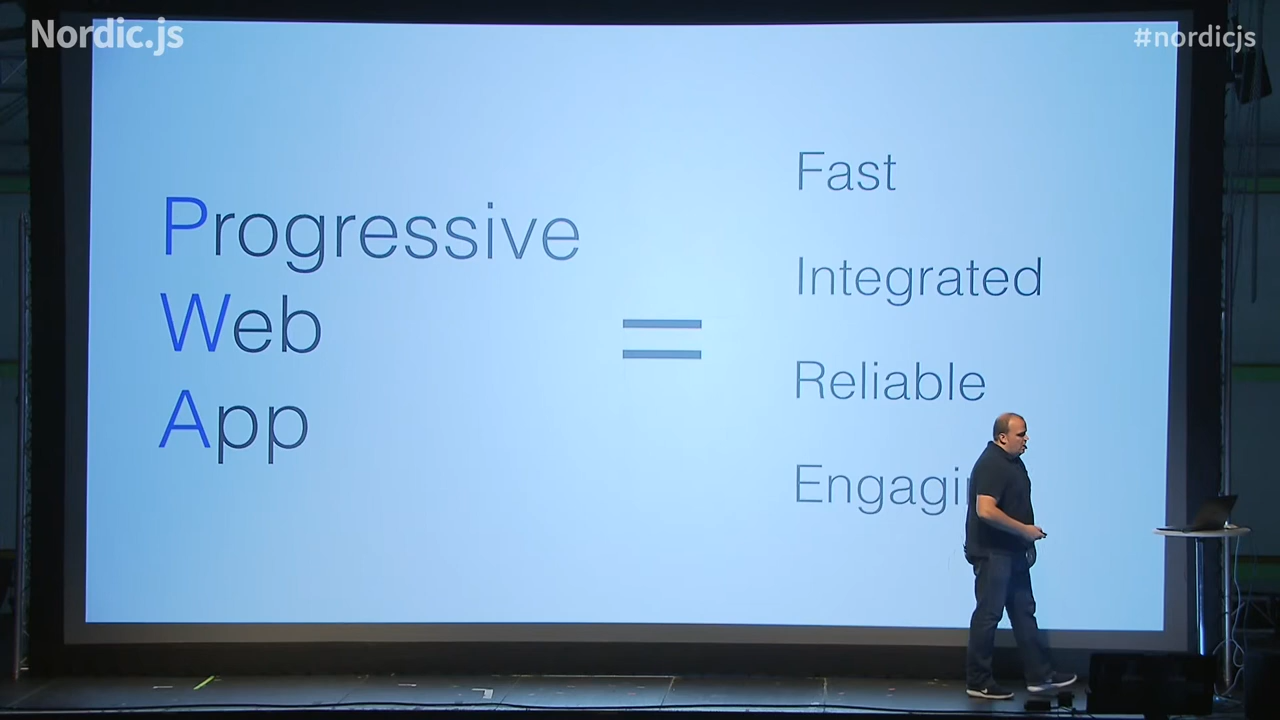 Nordic.js
#nordicjs
Progressive
Web
App
=
Fast
Integrated
Reliable